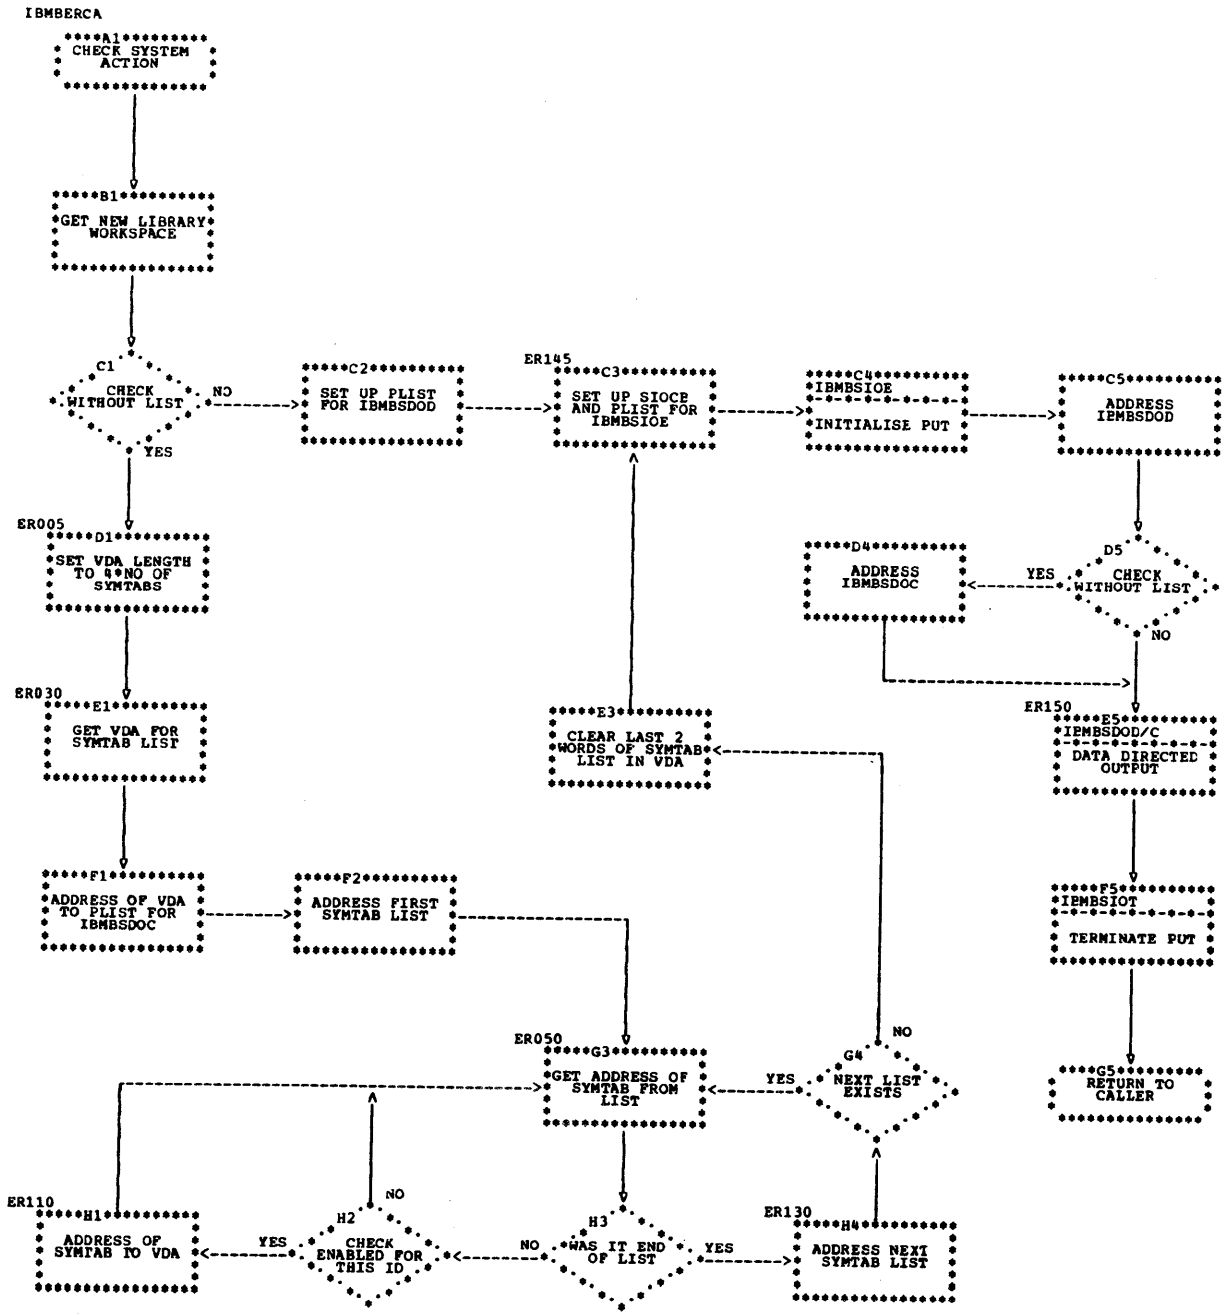 IBMBERCA
A1
CHECK SYSTEM
ACTION
B1
GET NEW LIBRARY
WORKSPACE
C1
CHECK
WITHOUT LIST
NO
YES
C2
SET UP PLIST
FOR IBMBSDOD
ER145
C3
SET UP SIOCB
AND PLIST FOR
IBMBSIOE
C4
IBMBSIOE
INITIALISE PUT
C5
ADDRESS
IBMBSDOD
ER005
D1
SET VDA LENGTH
TO 4*NO OF
SYMTABS
D4
ADDRESS
IBMBSDOC
YES
D5
CHECK
WITHOUT LIST
NO
ER030
E1
GET VDA FOR
SYMTAB LIST
E3
CLEAR LAST 2
WORDS OF SYMTAB
LIST IN VDA
ER150
E5
IBMBSDOD/C
DATA DIRECTED
OUTPUT
F1
ADDRESS OF VDA
TO PLIST FOR
IBMBSDOC
F2
ADDRESS FIRST
SYMTAB LIST
F5
IBMBSIOT
TERMINATE PUT
ER050
G3
GET ADDRESS OF
SYMTAB FROM
LIST
YES
G4
NEXT LIST
EXISTS
NO
G5
RETURN TO
CALLER
ER110
H1
ADDRESS OF
SYMTAB TO VDA
YES
H2
CHECK
ENABLED FOR
THIS ID
NO
NO
H3
WAS IT END
OF LIST
YES
ER130
H4
ADDRESS NEXT
SYMTAB LIST